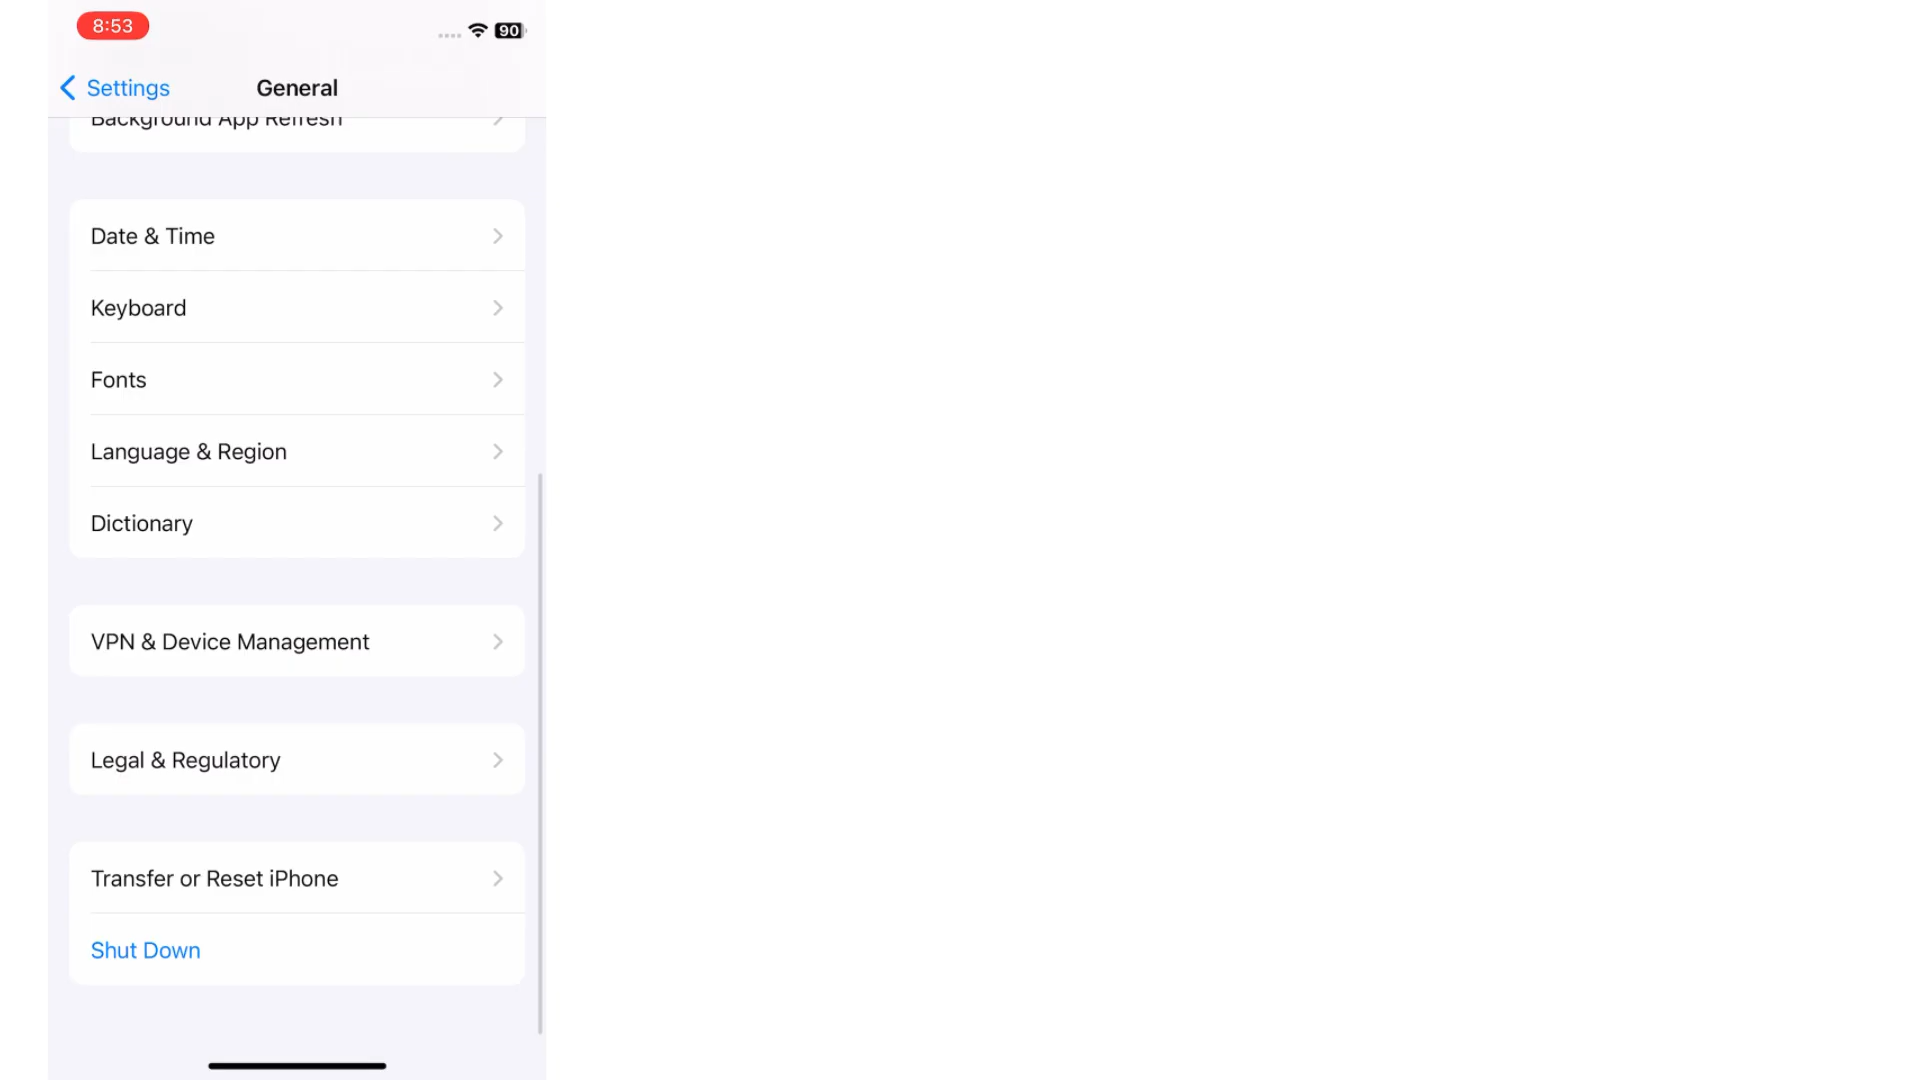 8:53
90
Settings
General
Background App Refresh
Date & Time
Keyboard
Fonts
Language & Region
Dictionary
VPN & Device Management
Legal & Regulatory
Transfer or Reset iPhone
Shut Down